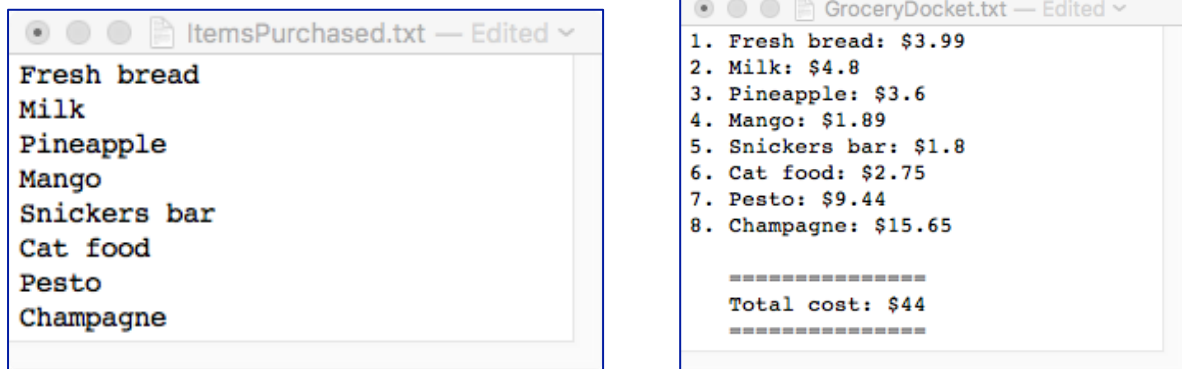 ItemsPurchased.txt — Edited
Fresh bread
Milk
Pineapple
Mango
Snickers bar
Cat food
Pesto
Champagne
GroceryDocket.txt — Edited
1. Fresh bread: $3.99
2. Milk: $4.8
3. Pineapple: $3.6
4. Mango: $1.89
5. Snickers bar: $1.8
6. Cat food: $2.75
7. Pesto: $9.44
8. Champagne: $15.65
===============
Total cost: $44
===============